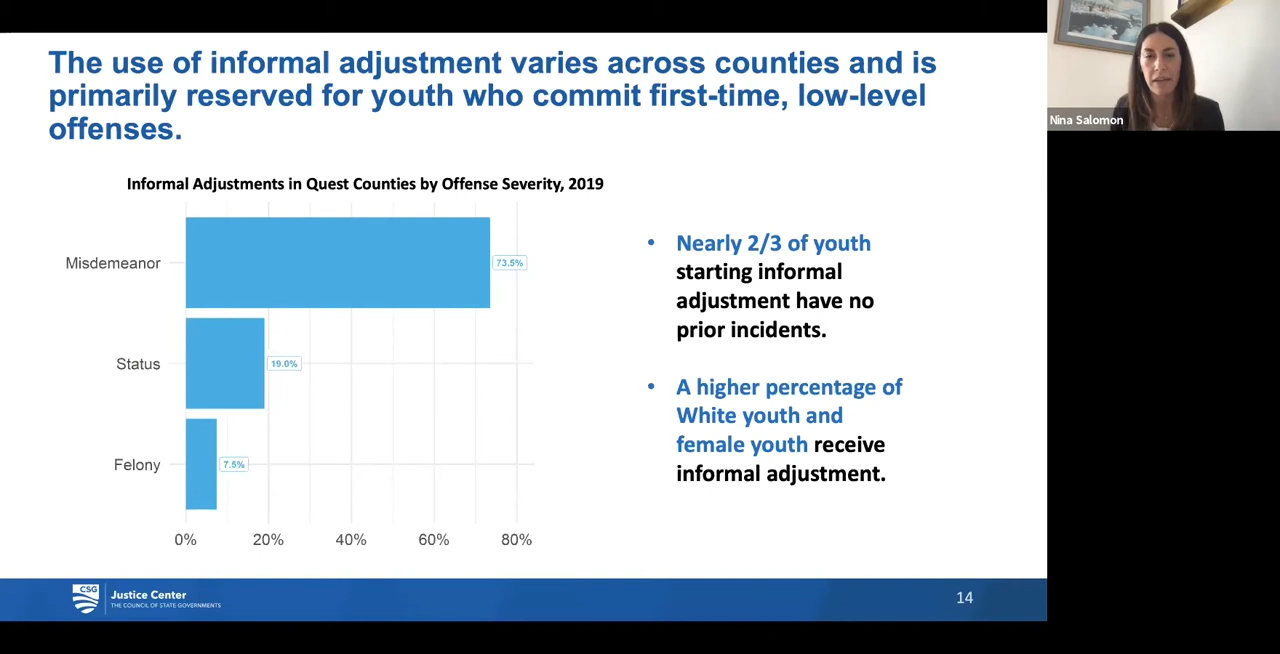 The use of informal adjustment varies across counties and is
primarily reserved for youth who commit first-time, low-level
offenses.
Nina Salomon
Informal Adjustments in Quest Counties by Offense Severity, 2019
Misdemeanor
73.5%
Status
19.0%
Felony
7.5%
0%
20%
40%
60%
80%
• Nearly 2/3 of youth
starting informal
adjustment have no
prior incidents.
• A higher percentage of
White youth and
female youth receive
informal adjustment.
CSG
Justice Center
THE COUNCIL OF STATE GOVERNMENTS
14